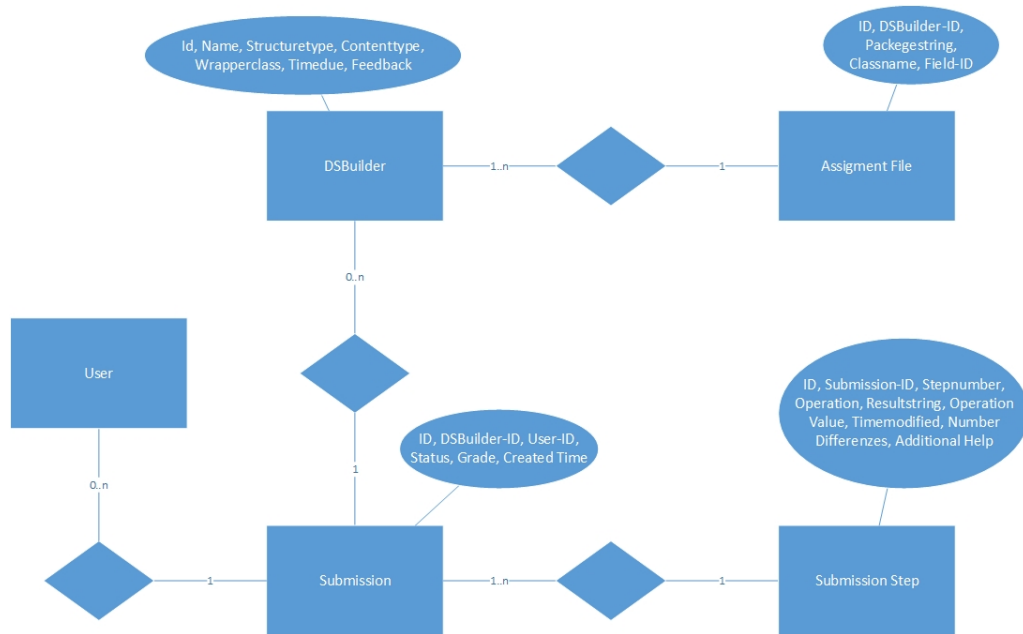 Id, Name, Structuretype, Contenttype,
Wrapperclass, Timedue, Feedback
ID, DSBuilder-ID,
Packegestring,
Classname, Field-ID
DSBuilder
1..n
1
Assigment File
0..n
User
ID, Submission-ID, Stepnumber,
Operation, Resultstring, Operation
Value, Timemodified, Number
Differenzes, Additional Help
ID, DSBuilder-ID, User-ID,
Status, Grade, Created Time
1
0..n
1
Submission
1..n
1
Submission Step